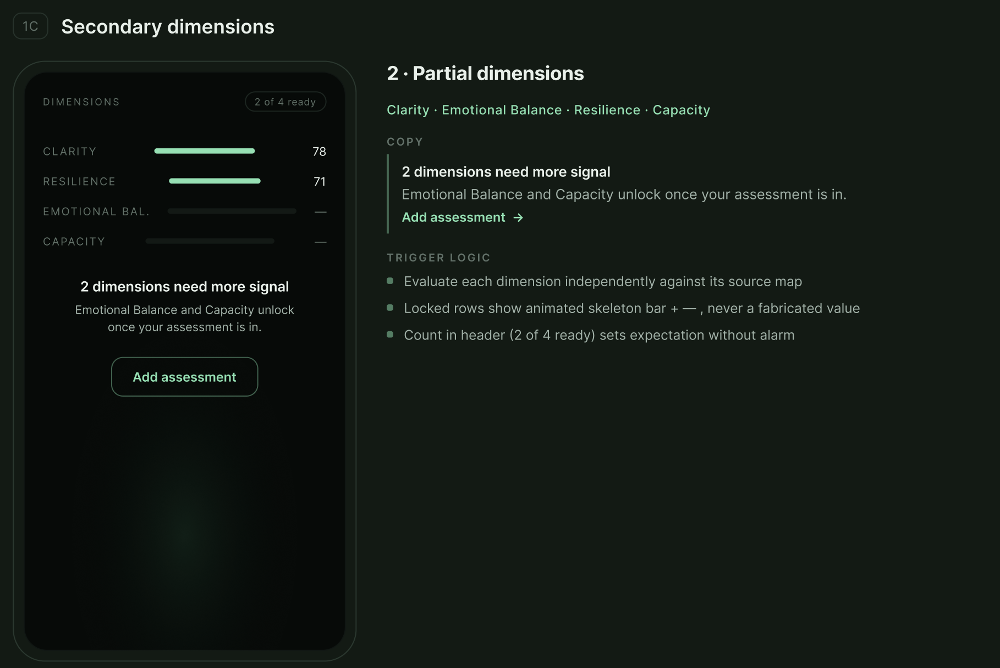 1C
Secondary dimensions
DIMENSIONS
2 of 4 ready
CLARITY
78
RESILIENCE
71
EMOTIONAL BAL.
—
CAPACITY
—
2 dimensions need more signal
Emotional Balance and Capacity unlock
once your assessment is in.
Add assessment
2 · Partial dimensions
Clarity · Emotional Balance · Resilience · Capacity
COPY
2 dimensions need more signal
Emotional Balance and Capacity unlock once your assessment is in.
Add assessment →
TRIGGER LOGIC
Evaluate each dimension independently against its source map
Locked rows show animated skeleton bar + — , never a fabricated value
Count in header (2 of 4 ready) sets expectation without alarm